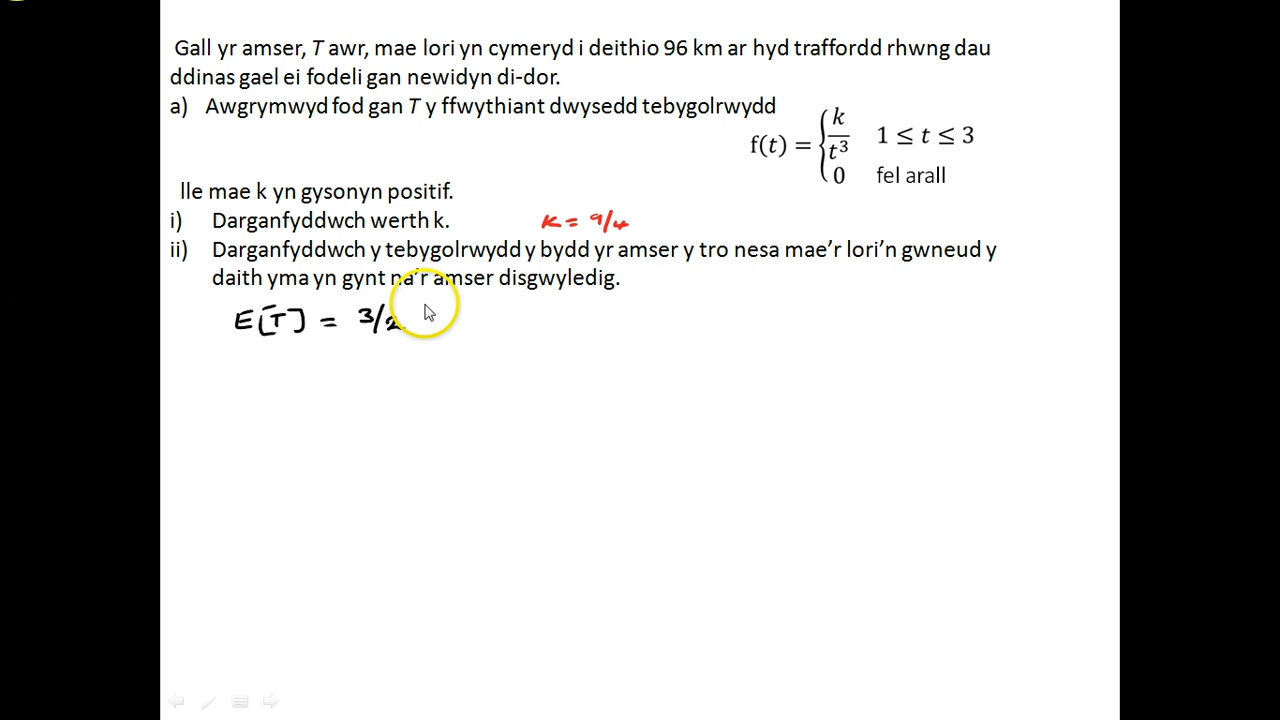 Gall yr amser, T awr, mae lori yn cymeryd i deithio 96 km ar hyd traffordd rhwng dau
ddinas gael ei fodeli gan newidyn di-dor.
a) Awgrymwyd fod gan T y ffwythiant dwysedd tebygolrwydd
f(t) = { k/t³ 1 ≤ t ≤ 3
0 fel arall
lle mae k yn gysonyn positif.
i) Darganfyddwch werth k. K = 9/4
ii) Darganfyddwch y tebygolrwydd y bydd yr amser y tro nesa mae’r lori’n gwneud y
daith yma yn gynt na’r amser disgwyledig.
E[T] = 3/2